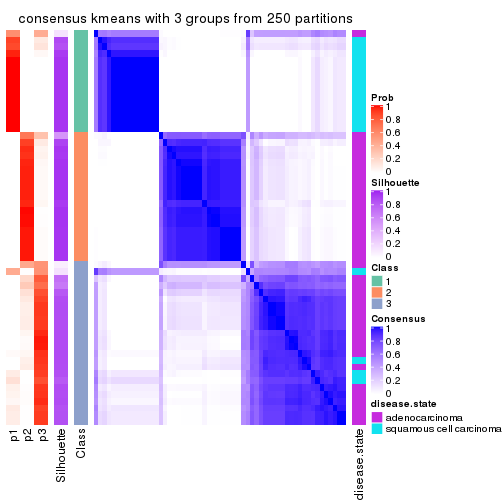 consensus kmeans with 3 groups from 250 partitions
p1
p2
p3
Silhouette
Class
disease.state
Prob
1
0.8
0.6
0.4
0.2
0
Silhouette
1
0.8
0.6
0.4
0.2
0
Class
1
2
3
Consensus
1
0.8
0.6
0.4
0.2
0
disease.state
adenocarcinoma
squamous cell carcinoma